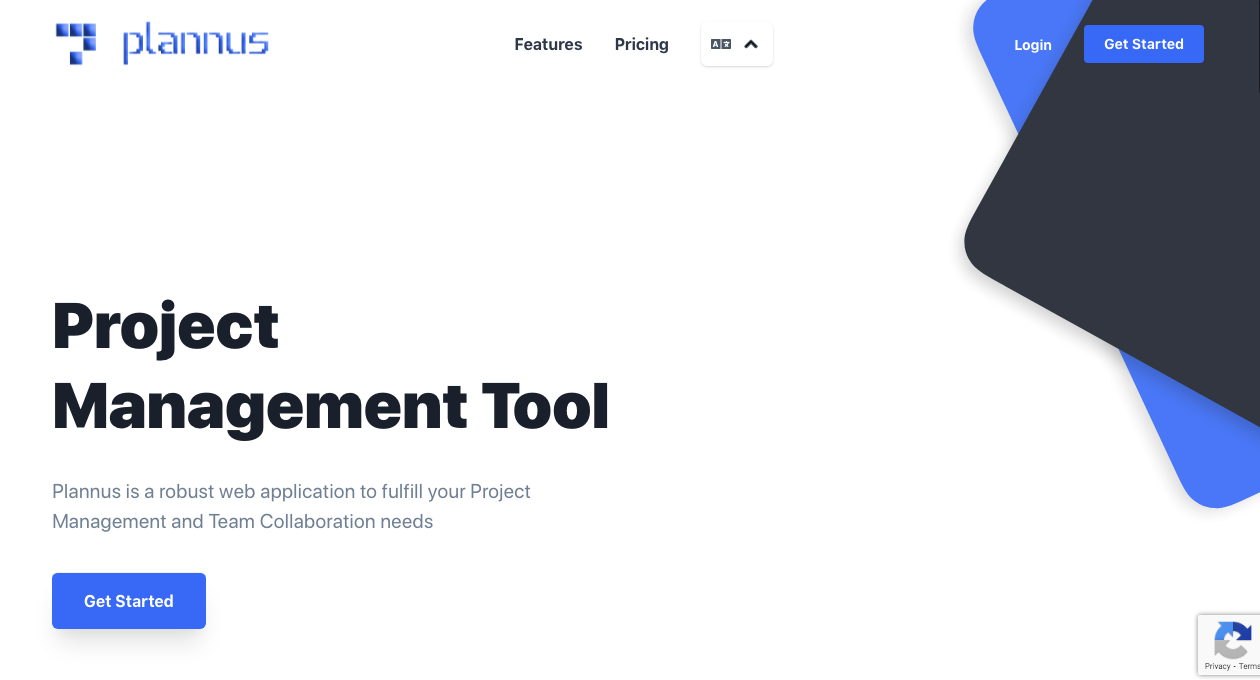 plannus
Features
Pricing
Login
Get Started
Project
Management Tool
Plannus is a robust web application to fulfill your Project
Management and Team Collaboration needs
Get Started
Privacy - Terms